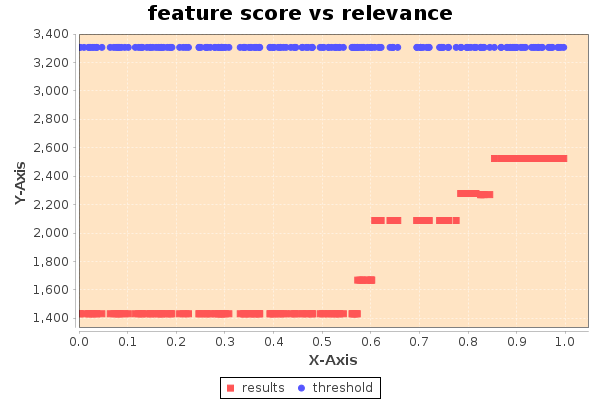 feature score vs relevance
Y-Axis
3,400
3,200
3,000
2,800
2,600
2,400
2,200
2,000
1,800
1,600
1,400
0.0 0.1 0.2 0.3 0.4 0.5 0.6 0.7 0.8 0.9 1.0
X-Axis
results threshold